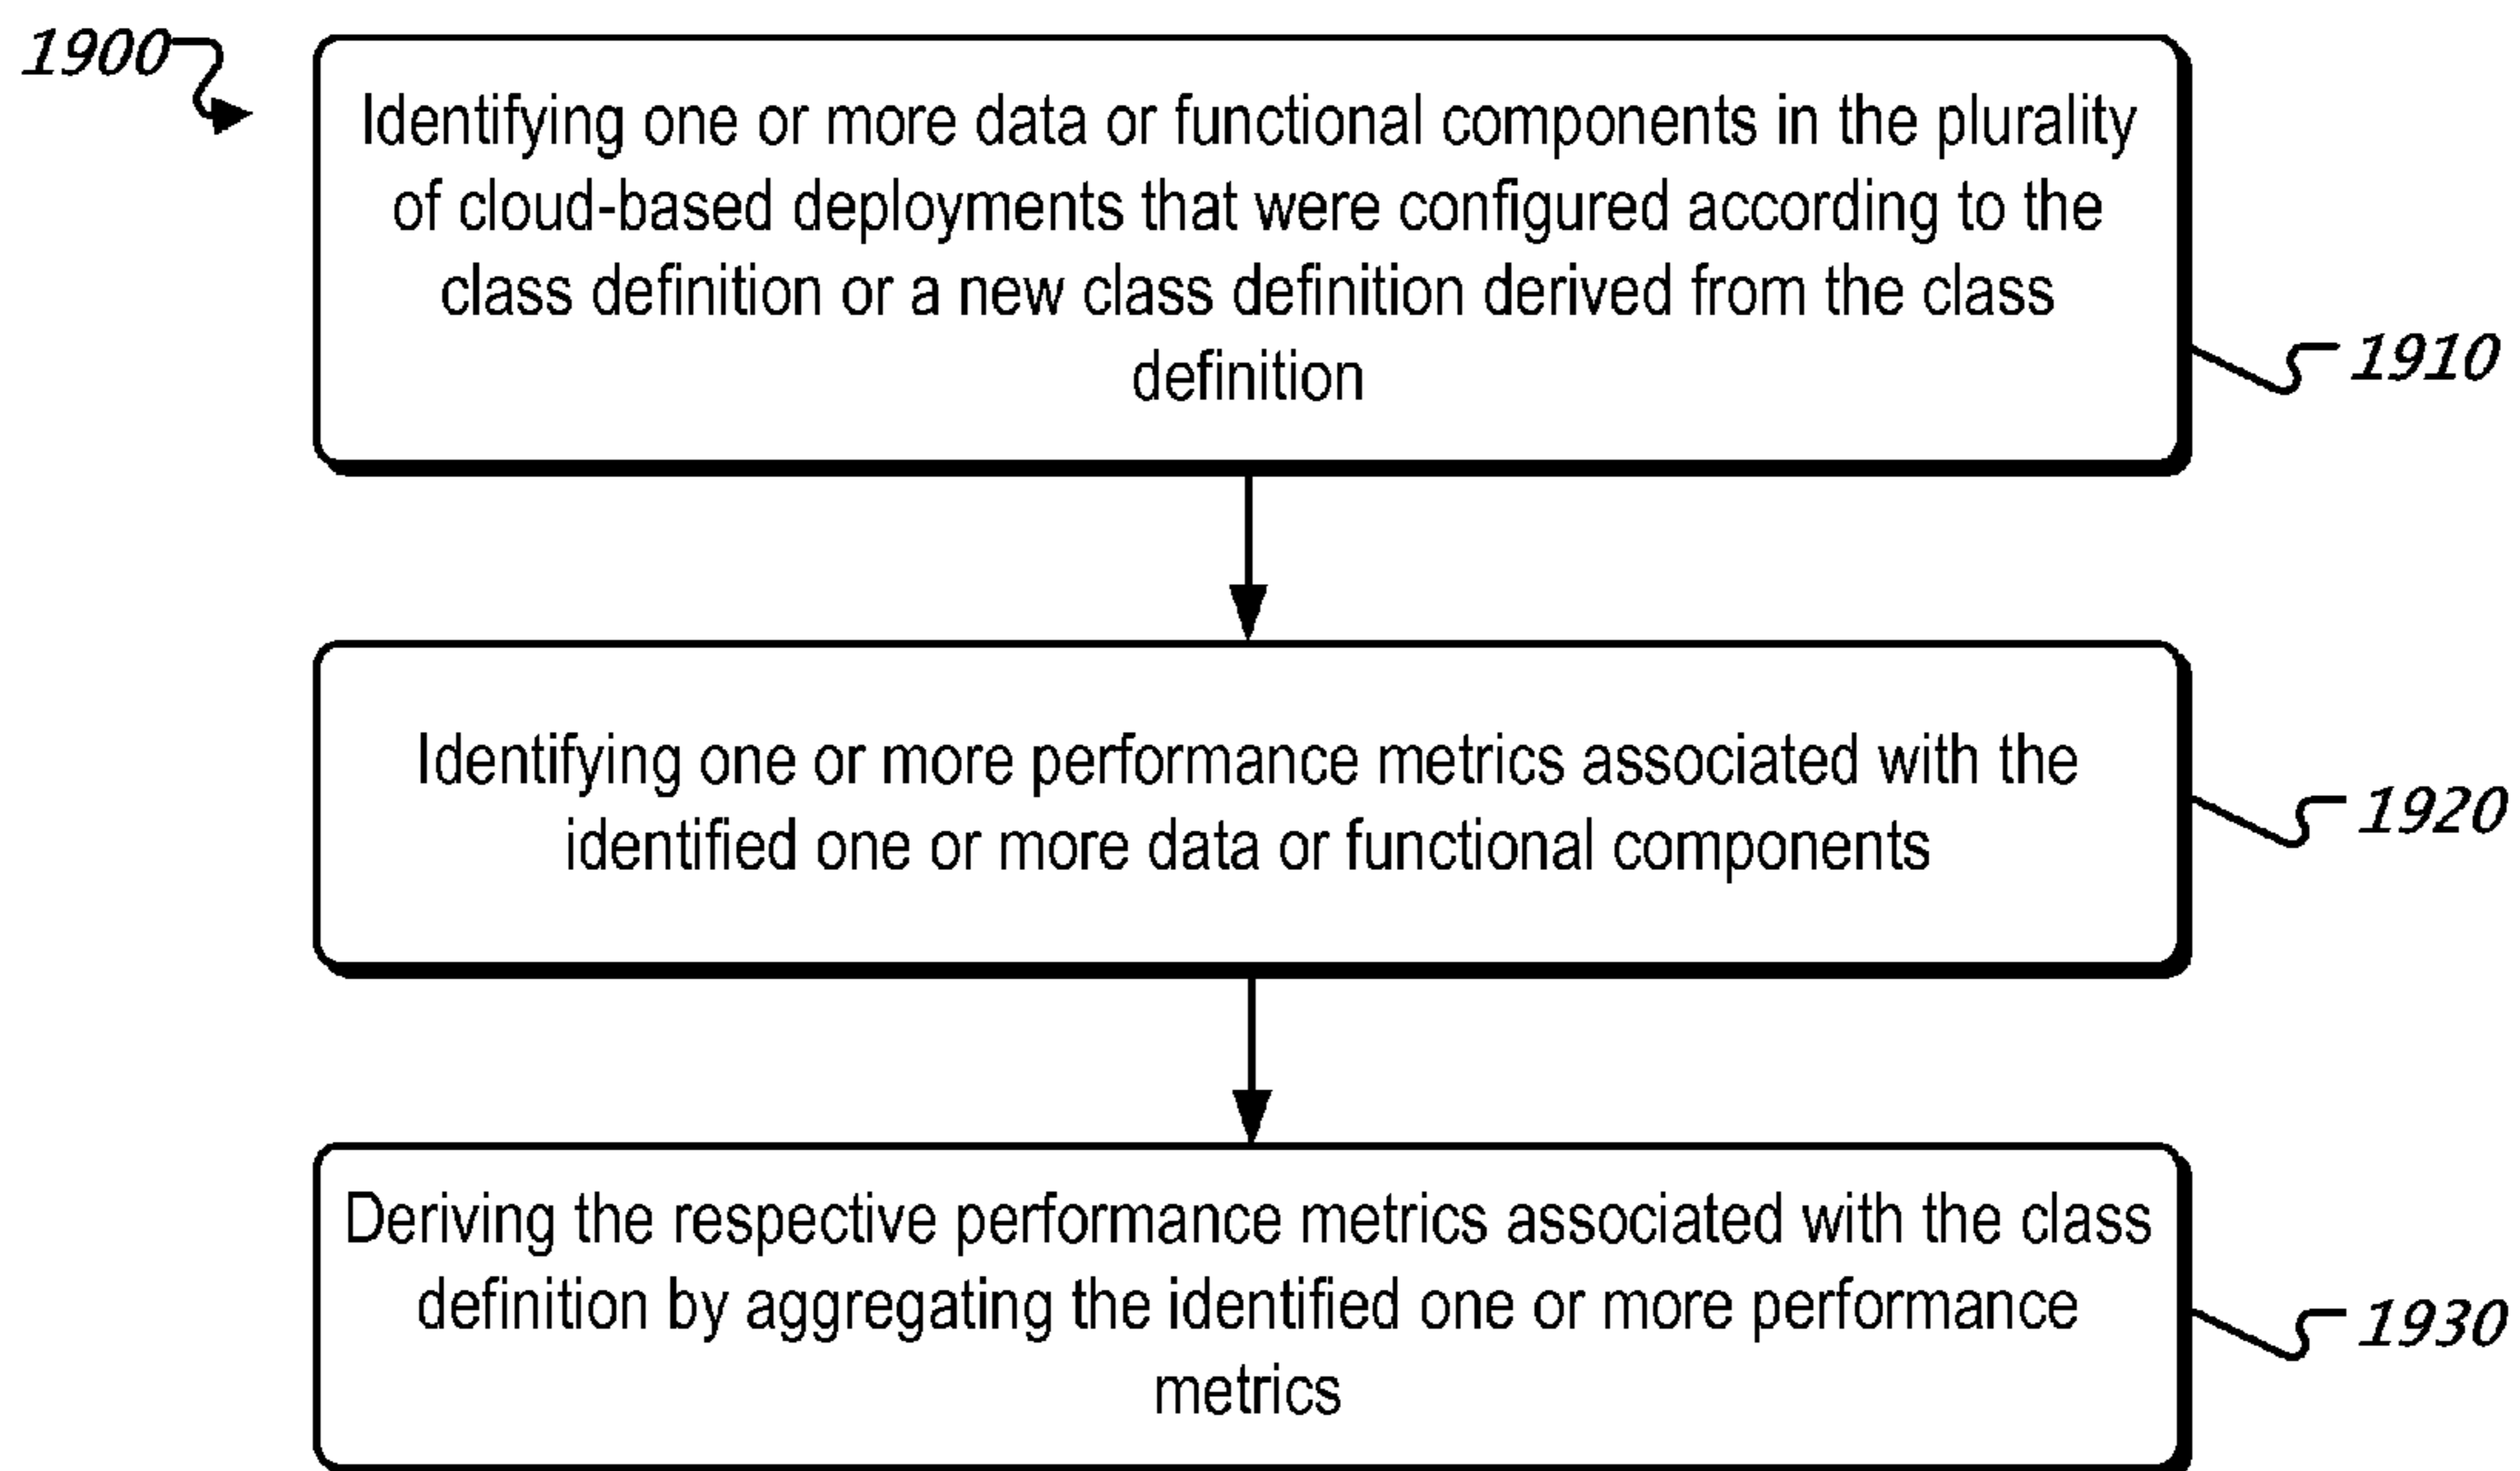 1900
Identifying one or more data or functional components in the plurality
of cloud-based deployments that were configured according to the
class definition or a new class definition derived from the class
definition
1910
Identifying one or more performance metrics associated with the
identified one or more data or functional components
1920
Deriving the respective performance metrics associated with the class
definition by aggregating the identified one or more performance
metrics
1930